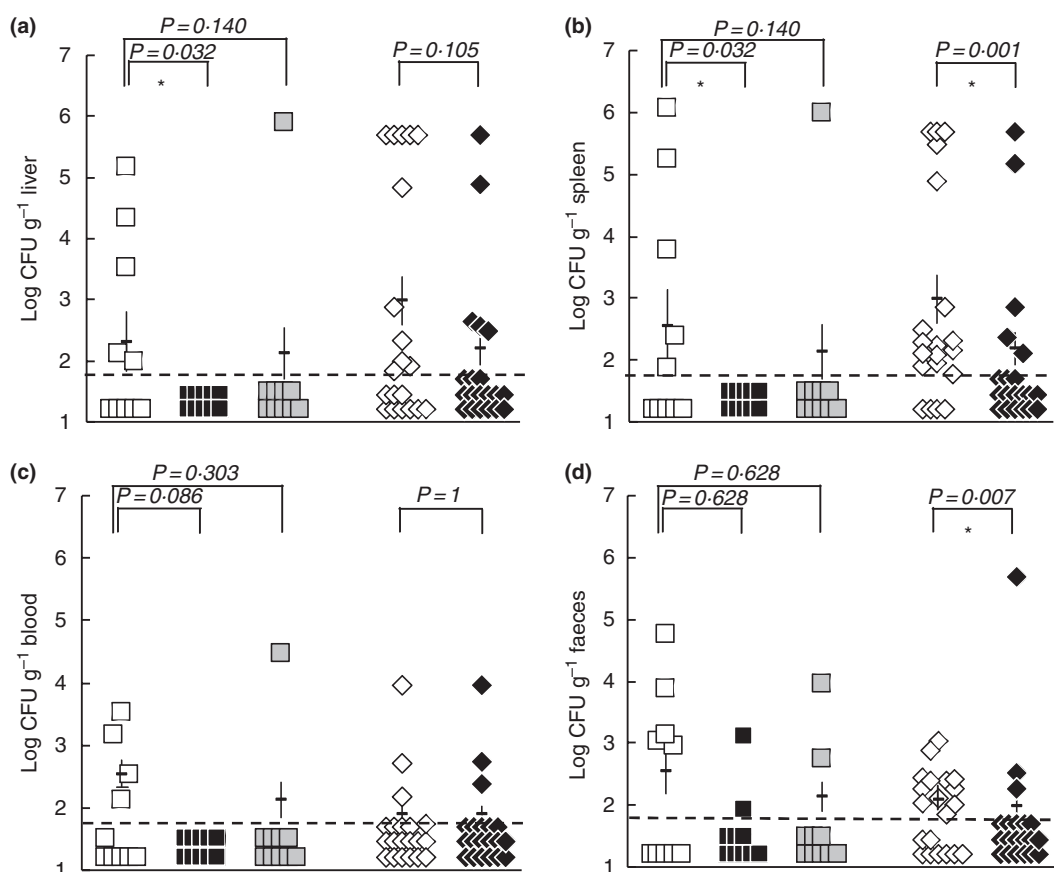 (a)
P = 0·140
P = 0·032
*
P = 0·105
7
6
5
4
3
2
1
Log CFU g–1 liver
(b)
P = 0·140
P = 0·032
*
P = 0·001
*
7
6
5
4
3
2
1
Log CFU g–1 spleen
(c)
P = 0·303
P = 0·086
P = 1
7
6
5
4
3
2
1
Log CFU g–1 blood
(d)
P = 0·628
P = 0·628
P = 0·007
*
7
6
5
4
3
2
1
Log CFU g–1 faeces